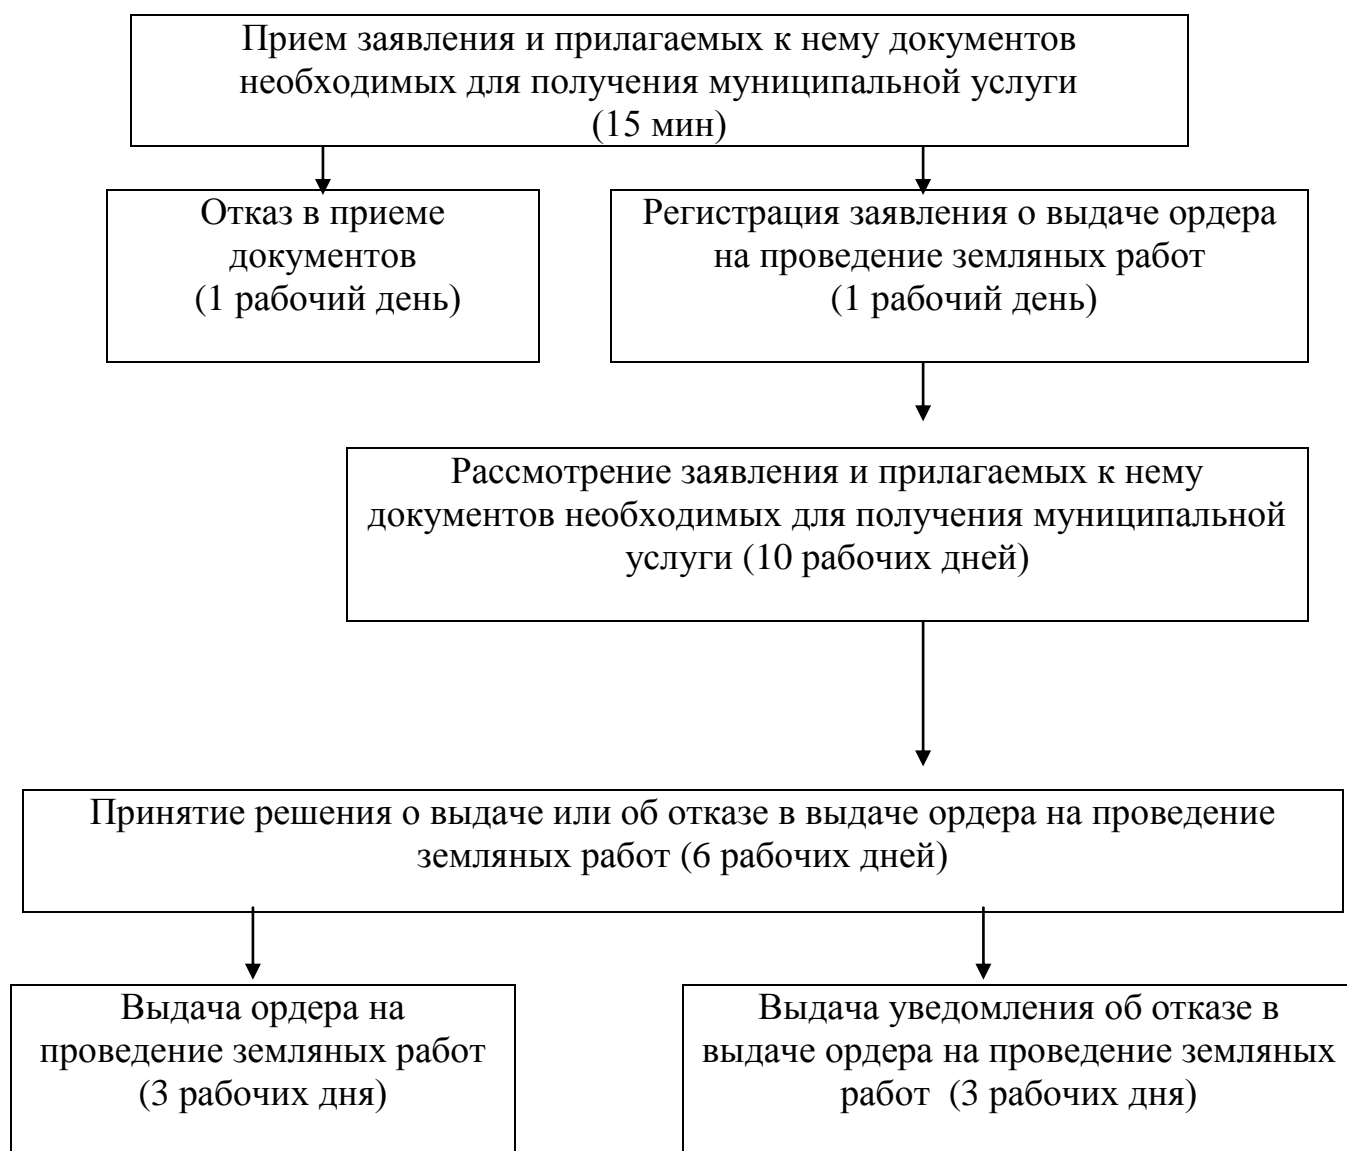 Прием заявления и прилагаемых к нему документов
необходимых для получения муниципальной услуги
(15 мин)
Отказ в приеме
документов
(1 рабочий день)
Регистрация заявления о выдаче ордера
на проведение земляных работ
(1 рабочий день)
Рассмотрение заявления и прилагаемых к нему
документов необходимых для получения муниципальной
услуги (10 рабочих дней)
Принятие решения о выдаче или об отказе в выдаче ордера на проведение
земляных работ (6 рабочих дней)
Выдача ордера на
проведение земляных работ
(3 рабочих дня)
Выдача уведомления об отказе в
выдаче ордера на проведение земляных
работ  (3 рабочих дня)